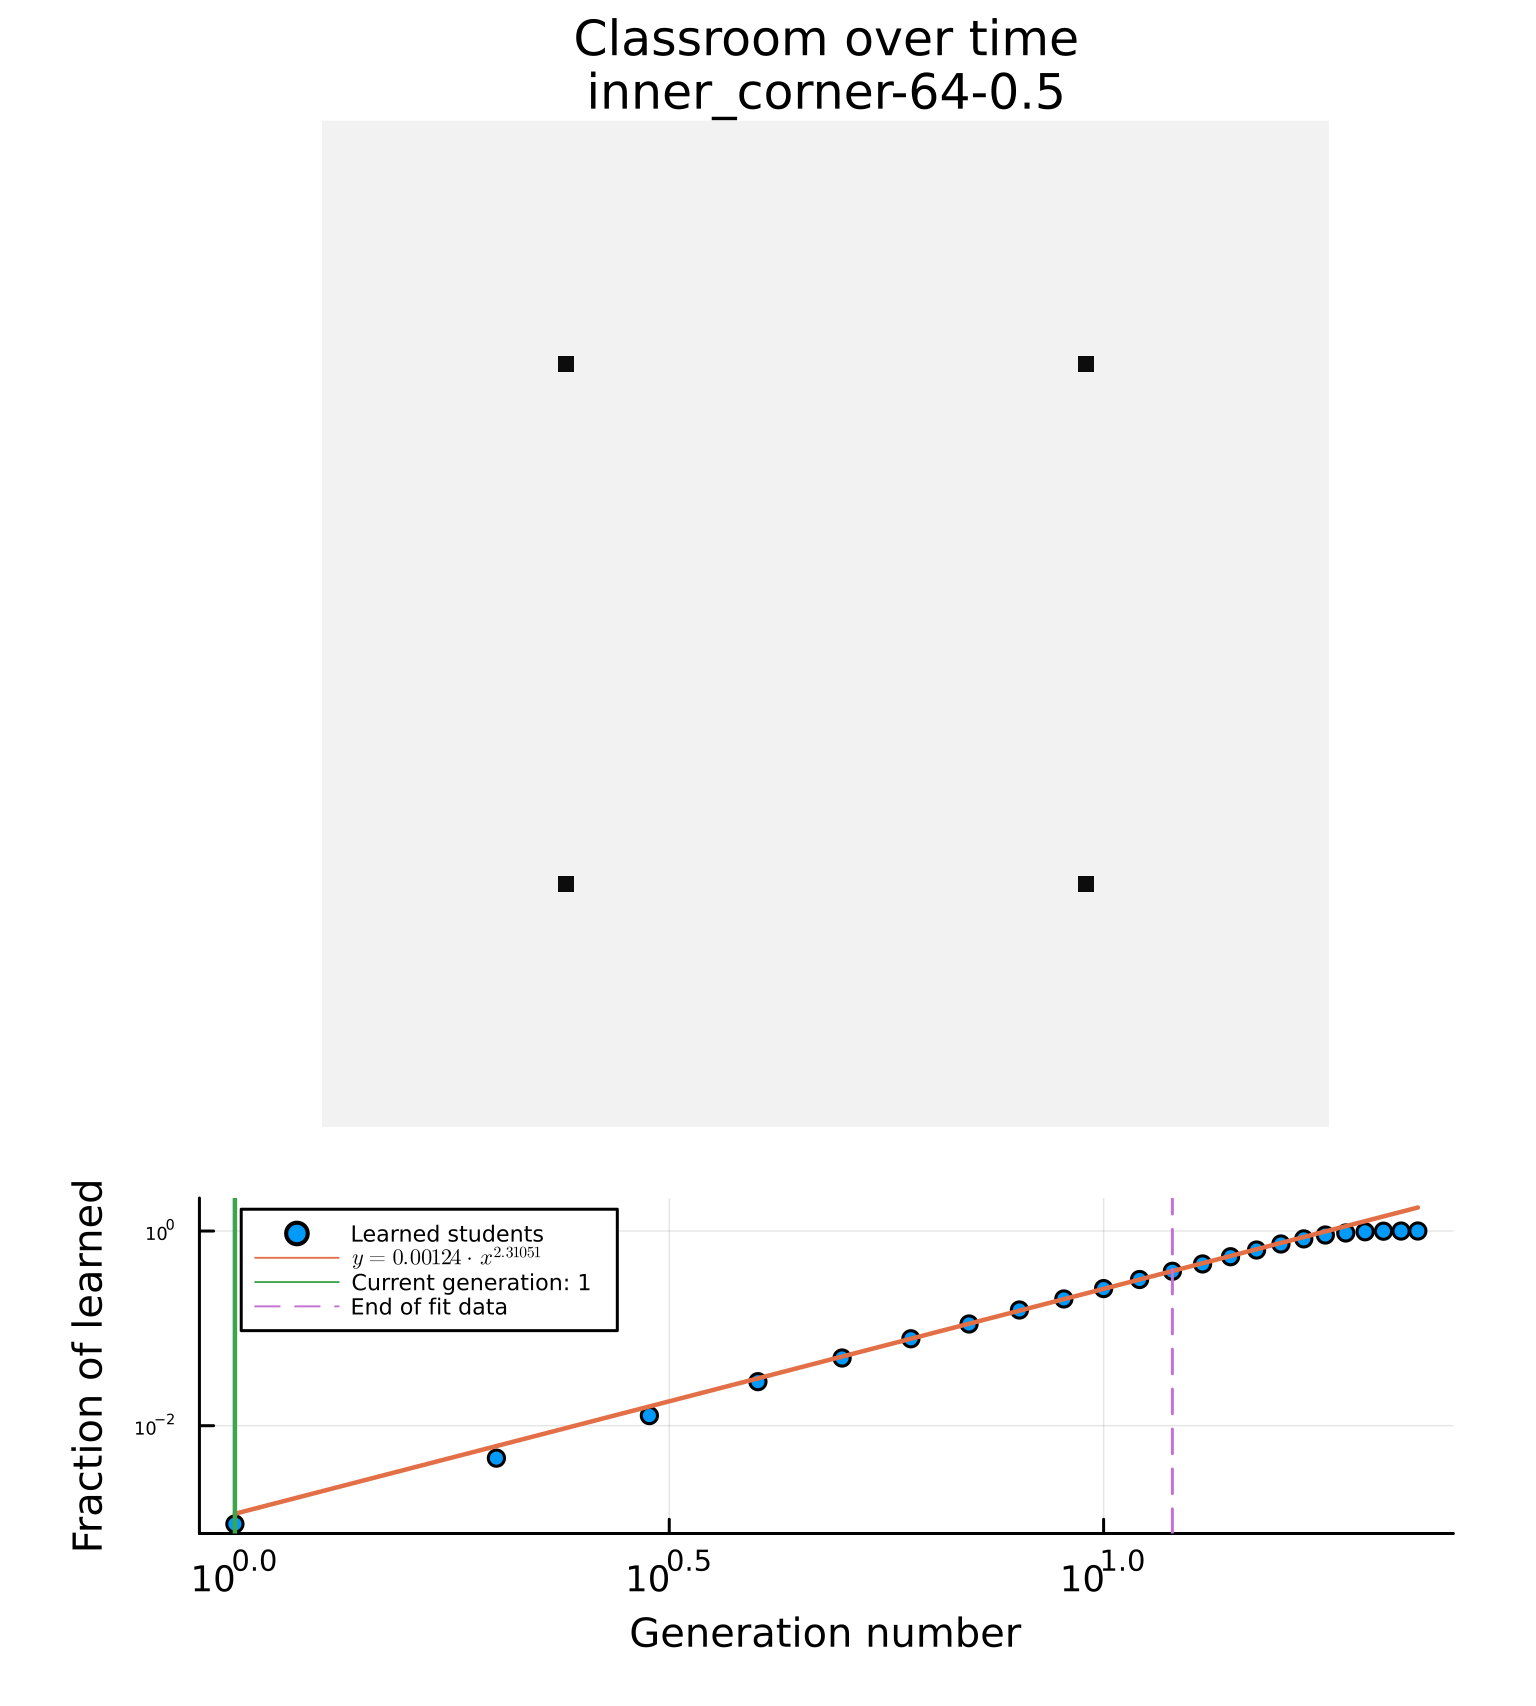 Classroom over time
inner_corner-64-0.5
Fraction of learned
10^0
10^−2
Learned students
y = 0.00124 · x^2.31051
Current generation: 1
End of fit data
10^0.0 10^0.5 10^1.0
Generation number